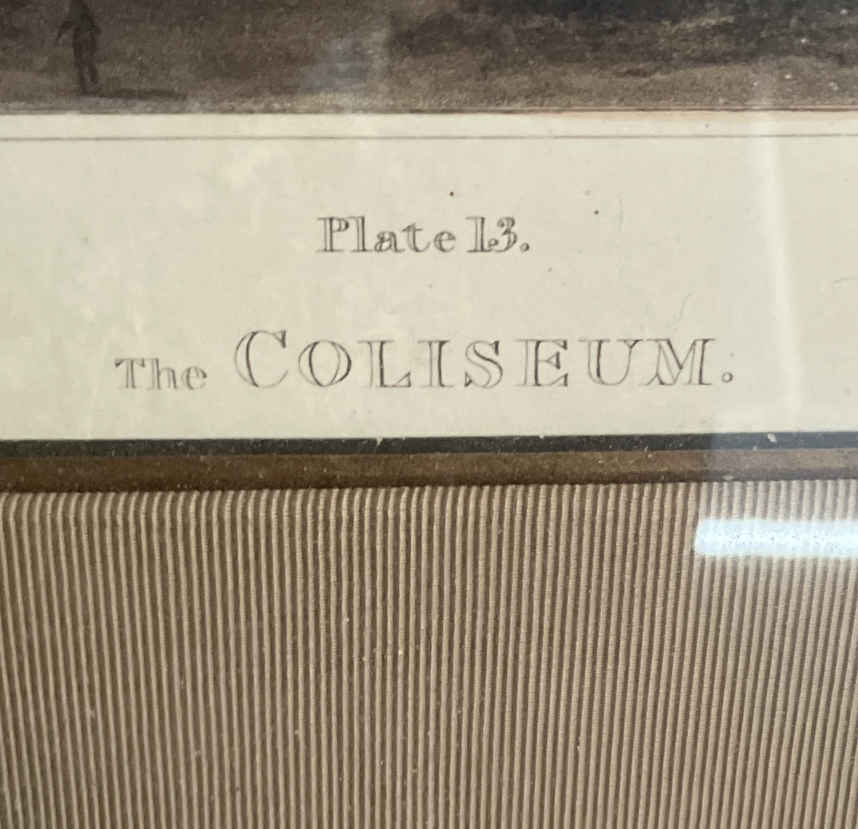 Plate 13.
The COLISEUM.